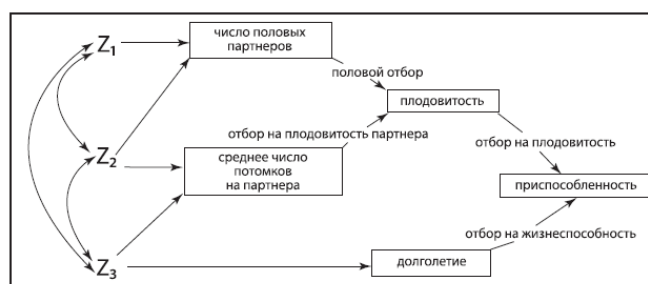 Z1
число половых
партнеров
половой отбор
плодовитость
отбор на плодовитость партнера
отбор на плодовитость
Z2
среднее число
потомков
на партнера
приспособленность
отбор на жизнеспособность
Z3
долголетие